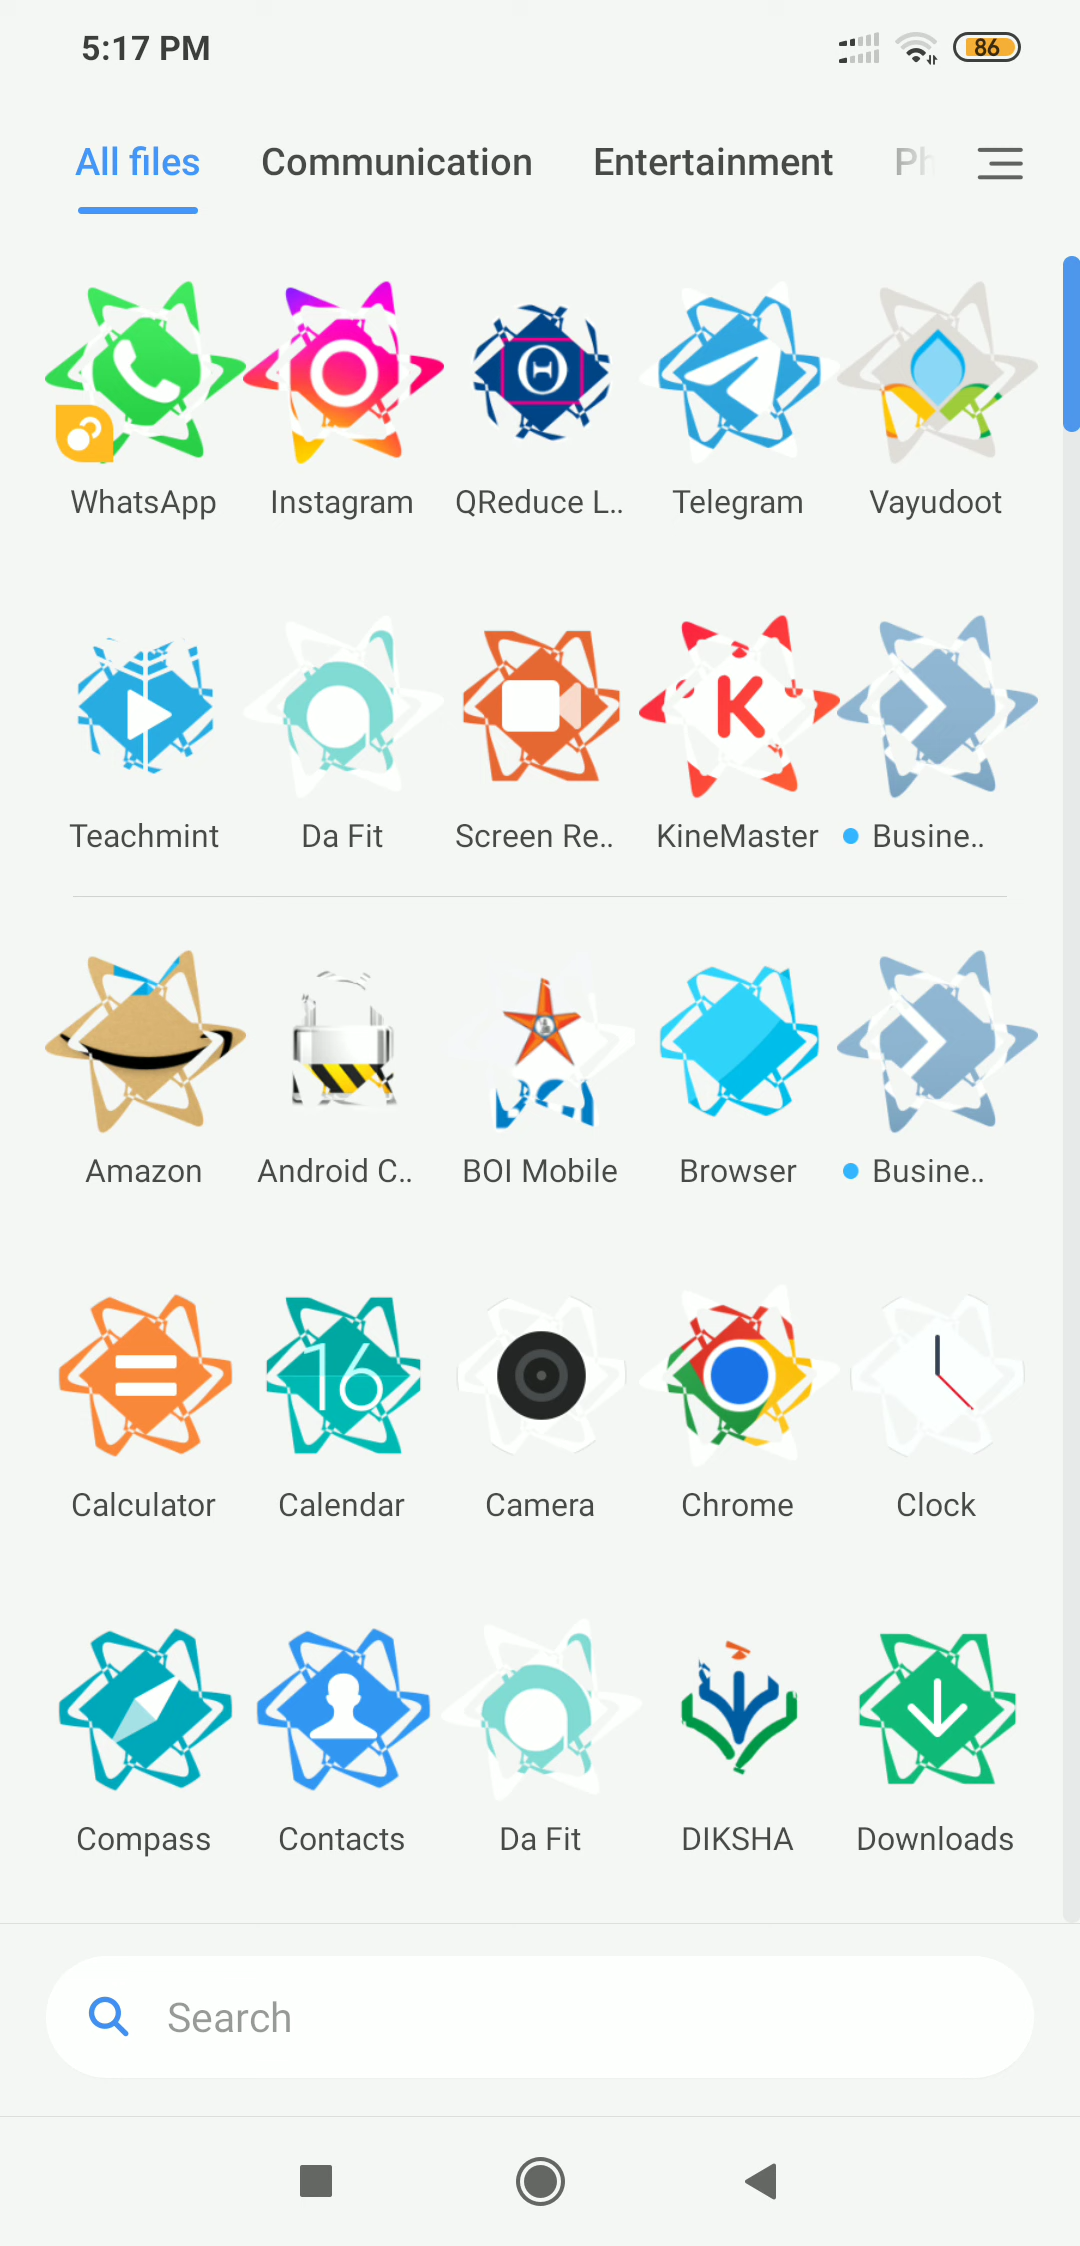 5:17 PM
86
All files Communication Entertainment Ph
WhatsApp Instagram QReduce L.. Telegram Vayudoot
K
Teachmint Da Fit Screen Re.. KineMaster Busine..
Amazon Android C.. BOI Mobile Browser Busine..
16
Calculator Calendar Camera Chrome Clock
Compass Contacts Da Fit DIKSHA Downloads
Search